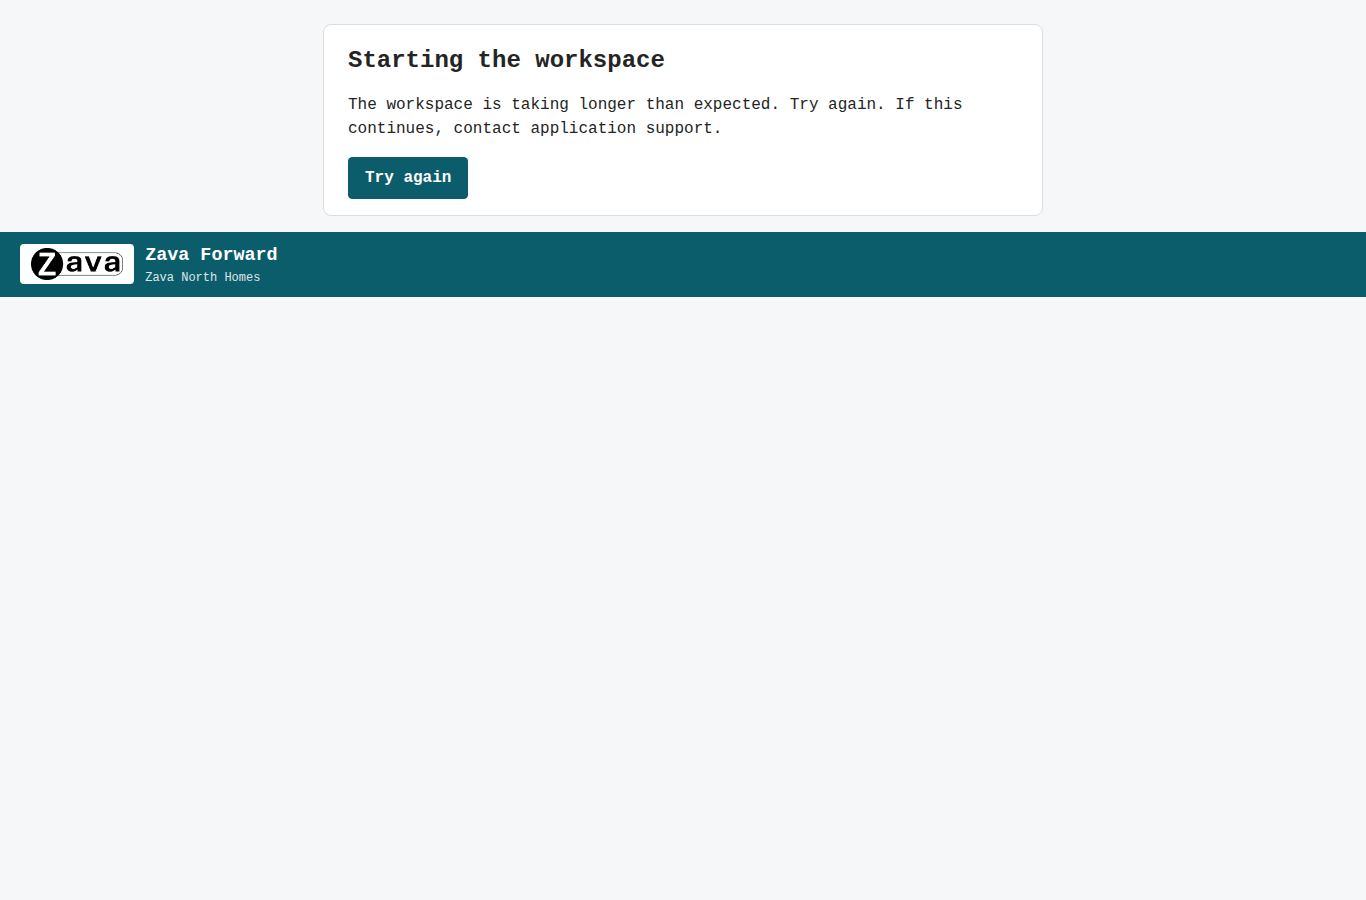 Starting the workspace
The workspace is taking longer than expected. Try again. If this
continues, contact application support.
Try again
Zava
Zava Forward
Zava North Homes